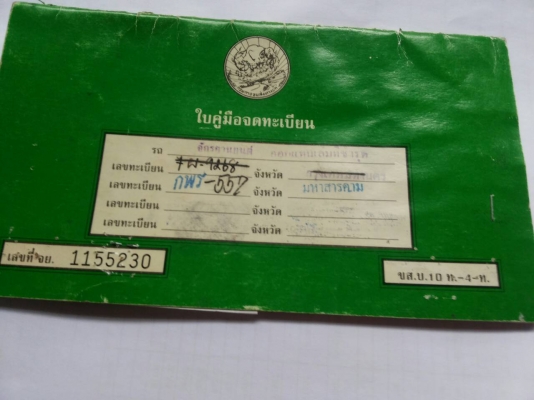 ใบคู่มือจดทะเบียน
รถ จักรยานยนต์
เลขทะเบียน จังหวัด
เลขทะเบียน กพร-557 จังหวัด มหาสารคาม
เลขทะเบียน จังหวัด
เลขทะเบียน จังหวัด
เลขที่ จย. 1155230
ขส.บ.10 ท.-4-ท.